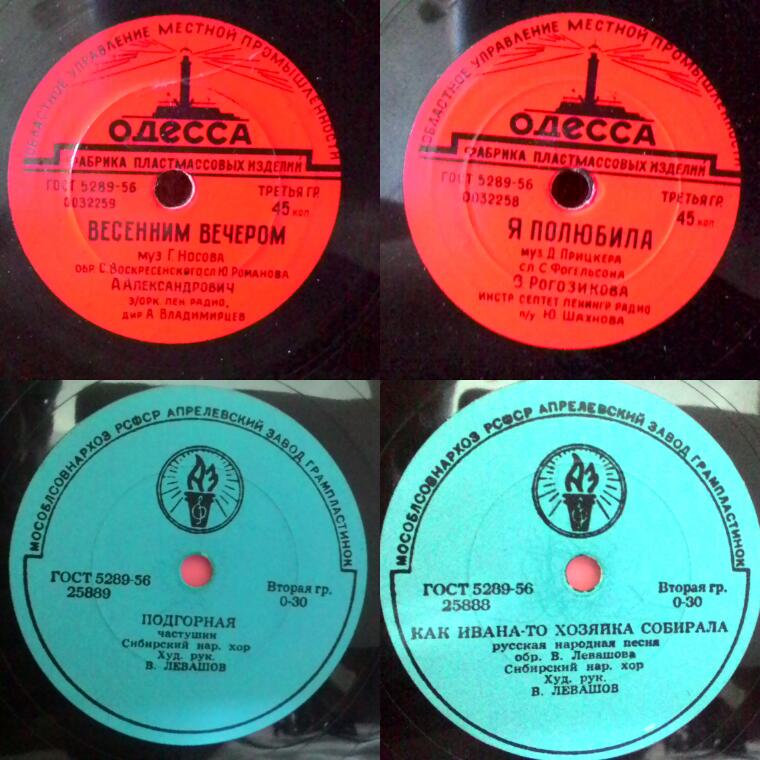 ОБЛАСТНОЕ УПРАВЛЕНИЕ МЕСТНОЙ ПРОМЫШЛЕННОСТИ
ОДЕССА
ФАБРИКА ПЛАСТМАССОВЫХ ИЗДЕЛИЙ
ГОСТ 5289-56
0032259
ТРЕТЬЯ ГР.
45 коп
ВЕСЕННИМ ВЕЧЕРОМ
муз Г. Носова
обр С. Воскресенского сл Ю. Романова
А. Александрович
э/орк лен радио,
дир А. Владимирцев
ОБЛАСТНОЕ УПРАВЛЕНИЕ МЕСТНОЙ ПРОМЫШЛЕННОСТИ
ОДЕССА
ФАБРИКА ПЛАСТМАССОВЫХ ИЗДЕЛИЙ
ГОСТ 5289-56
0032258
ТРЕТЬЯ ГР.
45 коп
Я ПОЛЮБИЛА
муз Д. Прицкера
сл С. Фогельсона
З. Рогозикова
инстр септет ленингр радио
п/у Ю. Шахнова
МОСОБЛСОВНАРХОЗ РСФСР АПРЕЛЕВСКИЙ ЗАВОД ГРАМПЛАСТИНОК
АЗ
ГОСТ 5289-56
25889
Вторая гр.
0-30
ПОДГОРНАЯ
частушки
Сибирский нар. хор
Худ. рук.
В. ЛЕВАШОВ
МОСОБЛСОВНАРХОЗ РСФСР АПРЕЛЕВСКИЙ ЗАВОД ГРАМПЛАСТИНОК
АЗ
ГОСТ 5289-56
25888
Вторая гр.
0-30
КАК ИВАНА-ТО ХОЗЯЙКА СОБИРАЛА
русская народная песня
обр. В. Левашова
Сибирский нар. хор
Худ. рук.
В. ЛЕВАШОВ